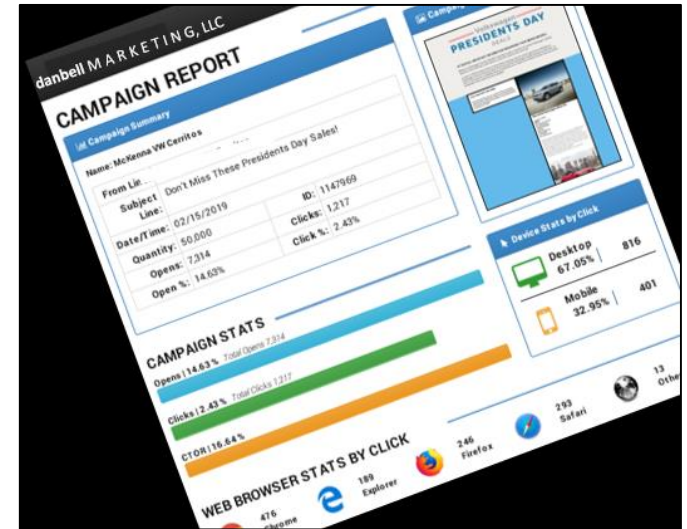 danbell MARKETING, LLC
CAMPAIGN REPORT
Campaign Summary
Name: McKenna VW Cerritos
From Lin
Subject Line: Don't Miss These Presidents Day Sales!
Date/Time: 02/15/2019
ID: 1147969
Quantity: 50,000
Clicks: 1,217
Opens: 7,314
Click %: 2.43%
Open %: 14.63%
Campaig
Volkswagen
PRESIDENTS DAY
DEALS
Device Stats by Click
Desktop
67.05% | 816
Mobile
32.95% | 401
CAMPAIGN STATS
Opens | 14.63% Total Opens 7,314
Clicks | 2.43% Total Clicks 1,217
CTOR | 16.64%
WEB BROWSER STATS BY CLICK
476
Chrome
189
Explorer
246
Firefox
293
Safari
13
Othe